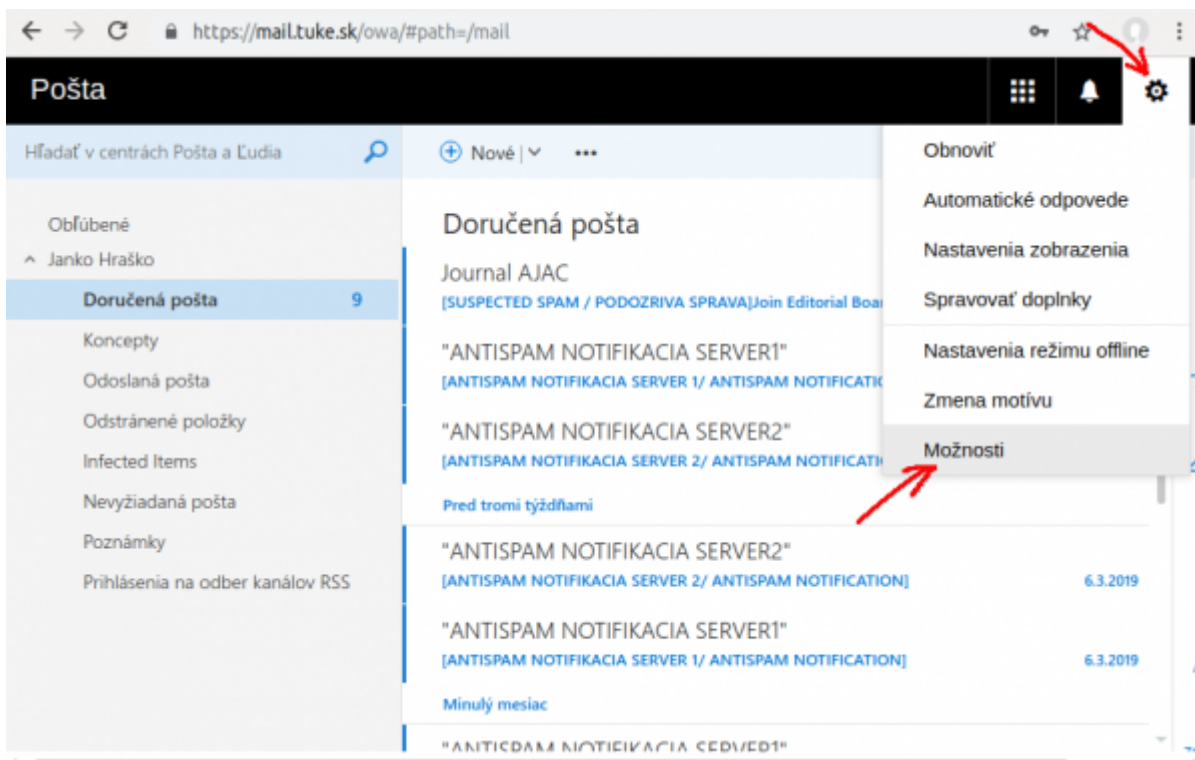 https://mail.tuke.sk/owa/#path=/mail
Pošta
Hľadať v centrách Pošta a Ľudia
Nové
Obľúbené
Janko Hraško
Doručená pošta 9
Koncepty
Odoslaná pošta
Odstránené položky
Infected Items
Nevyžiadaná pošta
Poznámky
Prihlásenia na odber kanálov RSS
Doručená pošta
Journal AJAC
[SUSPECTED SPAM / PODOZRIVA SPRAVA]Join Editorial
"ANTISPAM NOTIFIKACIA SERVER1"
[ANTISPAM NOTIFIKACIA SERVER 1/ ANTISPAM
"ANTISPAM NOTIFIKACIA SERVER2"
[ANTISPAM NOTIFIKACIA SERVER 2/ ANTISPAM
Pred tromi týždňami
"ANTISPAM NOTIFIKACIA SERVER2"
[ANTISPAM NOTIFIKACIA SERVER 2/ ANTISPAM NOTIFICATION] 6.3.2019
"ANTISPAM NOTIFIKACIA SERVER1"
[ANTISPAM NOTIFIKACIA SERVER 1/ ANTISPAM NOTIFICATION] 6.3.2019
Minulý mesiac
"ANTISPAM NOTIFIKACIA SERVER1"
Obnoviť
Automatické odpovede
Nastavenia zobrazenia
Spravovať doplnky
Nastavenia režimu offline
Zmena motívu
Možnosti